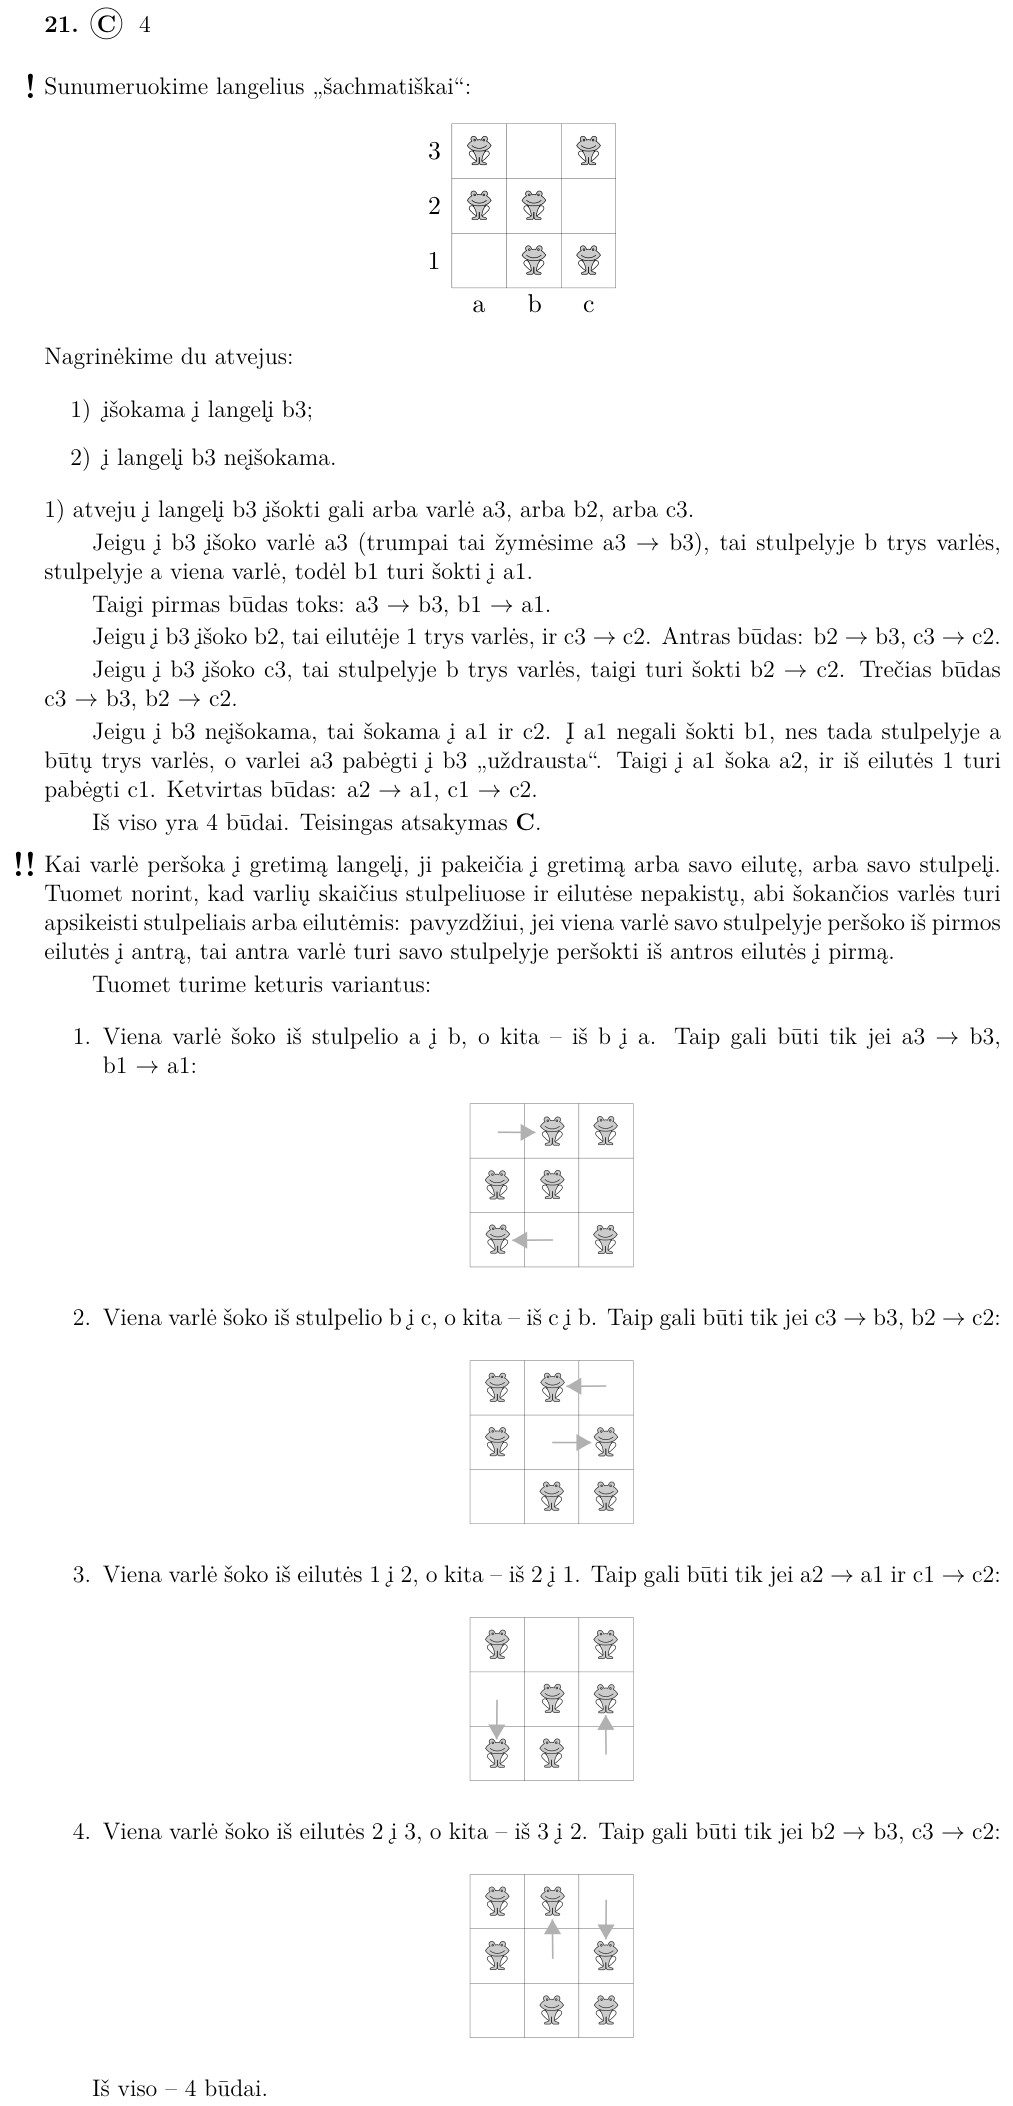 21. C 4
! Sunumeruokime langelius „šachmatiškai“:
3
2
1
a b c
Nagrinėkime du atvejus:
1) įšokama į langelį b3;
2) į langelį b3 neįšokama.
1) atveju į langelį b3 įšokti gali arba varlė a3, arba b2, arba c3.
Jeigu į b3 įšoko varlė a3 (trumpai tai žymėsime a3 → b3), tai stulpelyje b trys varlės,
stulpelyje a viena varlė, todėl b1 turi šokti į a1.
Taigi pirmas būdas toks: a3 → b3, b1 → a1.
Jeigu į b3 įšoko b2, tai eilutėje 1 trys varlės, ir c3 → c2. Antras būdas: b2 → b3, c3 → c2.
Jeigu į b3 įšoko c3, tai stulpelyje b trys varlės, taigi turi šokti b2 → c2. Trečias būdas
c3 → b3, b2 → c2.
Jeigu į b3 neįšokama, tai šokama į a1 ir c2. Į a1 negali šokti b1, nes tada stulpelyje a
būtų trys varlės, o varlei a3 pabėgti į b3 „uždrausta“. Taigi į a1 šoka a2, ir iš eilutės 1 turi
pabėgti c1. Ketvirtas būdas: a2 → a1, c1 → c2.
Iš viso yra 4 būdai. Teisingas atsakymas C.
!! Kai varlė peršoka į gretimą langelį, ji pakeičia į gretimą arba savo eilutę, arba savo stulpelį.
Tuomet norint, kad varlių skaičius stulpeliuose ir eilutėse nepakistų, abi šokančios varlės turi
apsikeisti stulpeliais arba eilutėmis: pavyzdžiui, jei viena varlė savo stulpelyje peršoko iš pirmos
eilutės į antrą, tai antra varlė turi savo stulpelyje peršokti iš antros eilutės į pirmą.
Tuomet turime keturis variantus:
1. Viena varlė šoko iš stulpelio a į b, o kita – iš b į a. Taip gali būti tik jei a3 → b3,
b1 → a1:
2. Viena varlė šoko iš stulpelio b į c, o kita – iš c į b. Taip gali būti tik jei c3 → b3, b2 → c2:
3. Viena varlė šoko iš eilutės 1 į 2, o kita – iš 2 į 1. Taip gali būti tik jei a2 → a1 ir c1 → c2:
4. Viena varlė šoko iš eilutės 2 į 3, o kita – iš 3 į 2. Taip gali būti tik jei b2 → b3, c3 → c2:
Iš viso – 4 būdai.